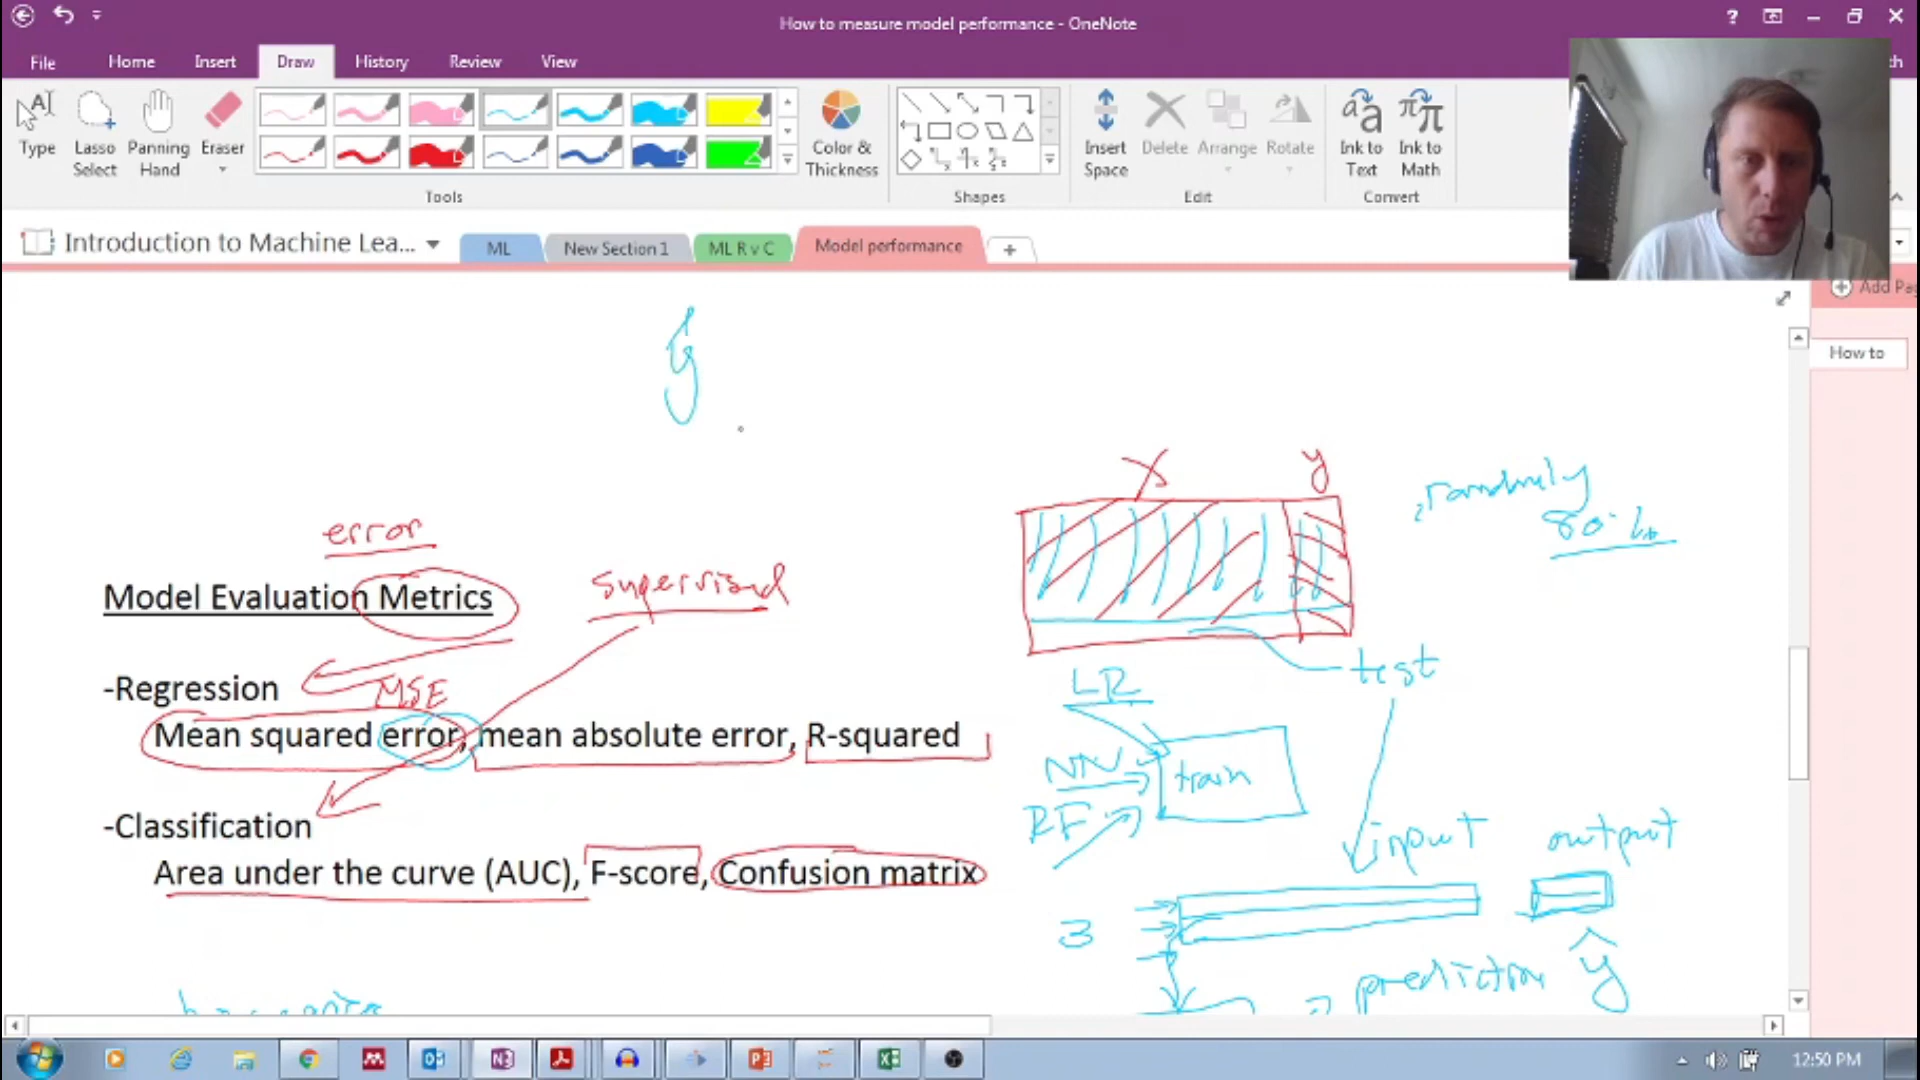 How to measure model performance - OneNote
File Home Insert Draw History Review View
Type
Lasso Select
Panning Hand
Eraser
Color & Thickness
Insert Space
Delete
Arrange
Rotate
Ink to Text
Ink to Math
Tools
Shapes
Edit
Convert
Introduction to Machine Lea... ML New Section 1 ML R v C Model performance
Add Pag
How to
ŷ
X y
randomly
80%
error
Model Evaluation Metrics
supervised
-Regression
MSE
Mean squared error, mean absolute error, R-squared
-Classification
Area under the curve (AUC), F-score, Confusion matrix
test
LR
NN
RF
train
input output
3
prediction ŷ
12:50 PM